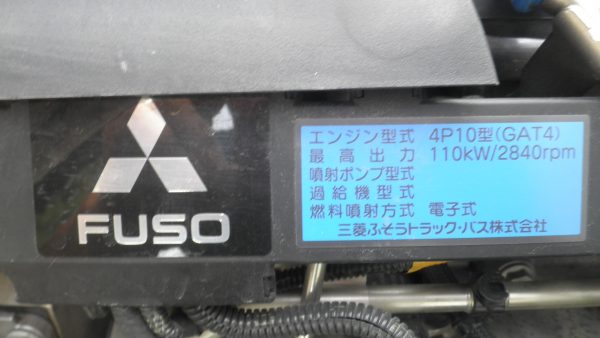 FUSO
エンジン型式 4P10型(GAT4)
最高出力 110kW/2840rpm
噴射ポンプ型式
過給機型式
燃料噴射方式 電子式
三菱ふそうトラック・バス株式会社